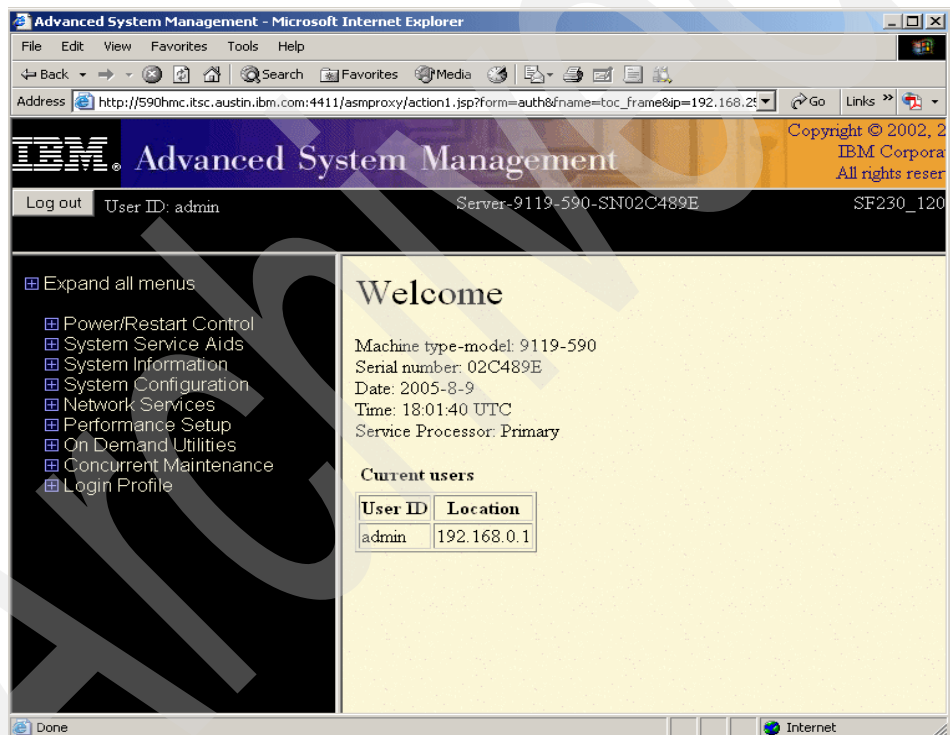 Advanced System Management - Microsoft Internet Explorer
File Edit View Favorites Tools Help
Back Search Favorites Media
Address http://590hmc.itsc.austin.ibm.com:4411/asmproxy/action1.jsp?form=auth&fname=toc_frame&ip=192.168.25 Go Links »
IBM. Advanced System Management
Copyright © 2002, 2
IBM Corpora
All rights reser
Log out User ID: admin Server-9119-590-SN02C489E SF230_120
Expand all menus
Power/Restart Control
System Service Aids
System Information
System Configuration
Network Services
Performance Setup
On Demand Utilities
Concurrent Maintenance
Login Profile
Welcome
Machine type-model: 9119-590
Serial number: 02C489E
Date: 2005-8-9
Time: 18:01:40 UTC
Service Processor: Primary
Current users
User ID Location
admin 192.168.0.1
Done Internet